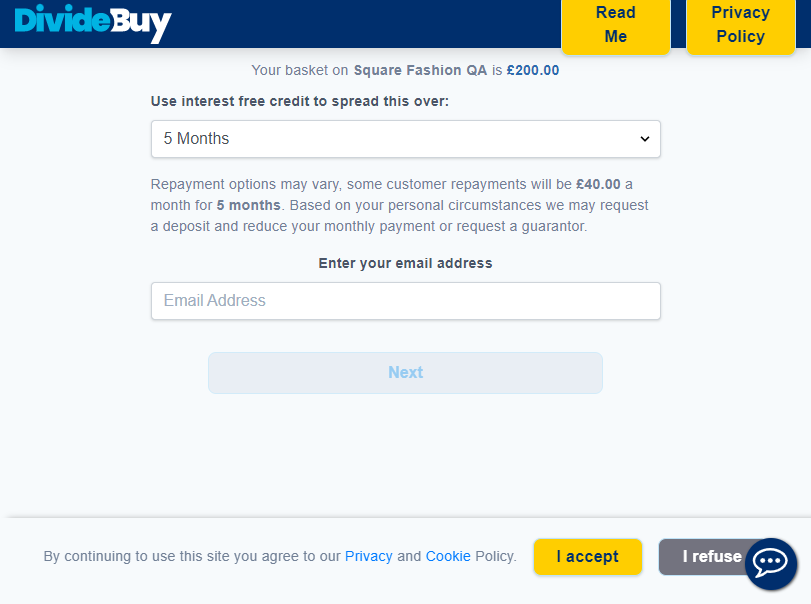 DivideBuy
Read
Me
Privacy
Policy
Your basket on Square Fashion QA is £200.00
Use interest free credit to spread this over:
5 Months
Repayment options may vary, some customer repayments will be £40.00 a
month for 5 months. Based on your personal circumstances we may request
a deposit and reduce your monthly payment or request a guarantor.
Enter your email address
Email Address
Next
By continuing to use this site you agree to our Privacy and Cookie Policy.
I accept
I refuse